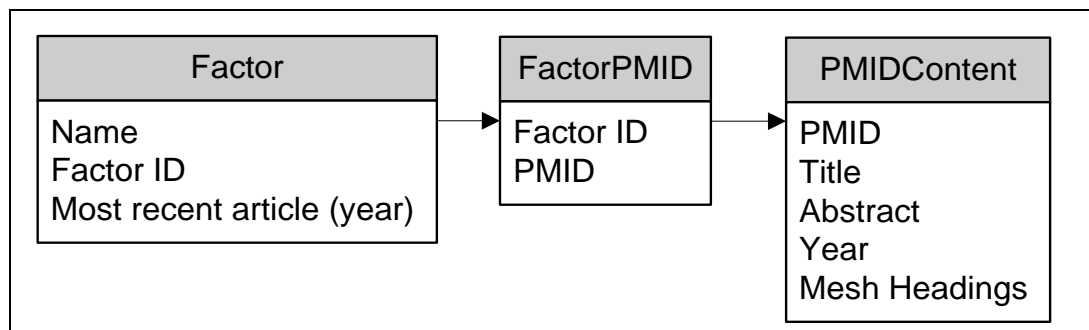 Factor
Name
Factor ID
Most recent article (year)
FactorPMID
Factor ID
PMID
PMIDContent
PMID
Title
Abstract
Year
Mesh Headings